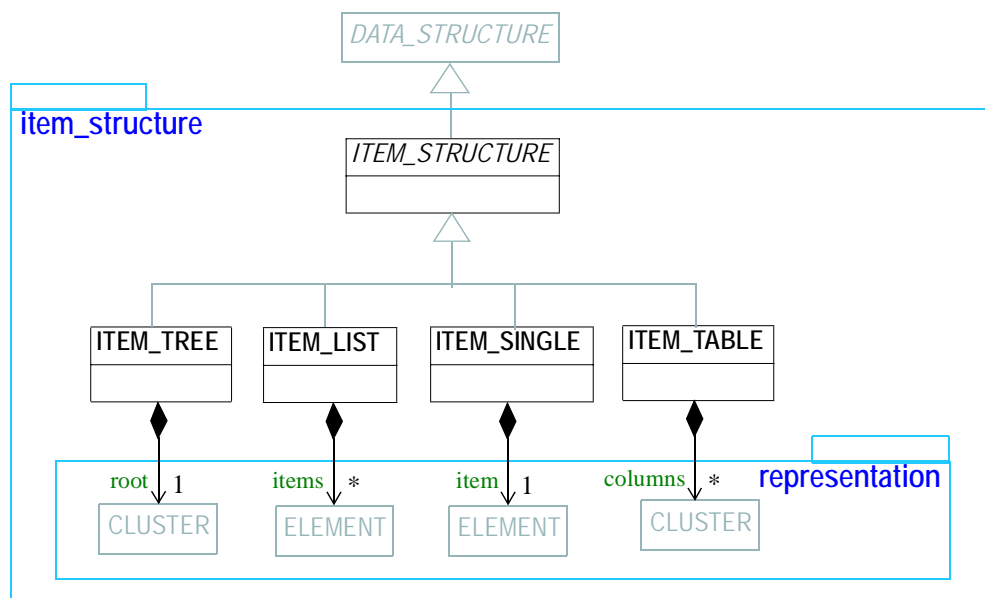 DATA_STRUCTURE
item_structure
ITEM_STRUCTURE
ITEM_TREE
ITEM_LIST
ITEM_SINGLE
ITEM_TABLE
representation
root 1
items *
item 1
columns *
CLUSTER
ELEMENT
ELEMENT
CLUSTER